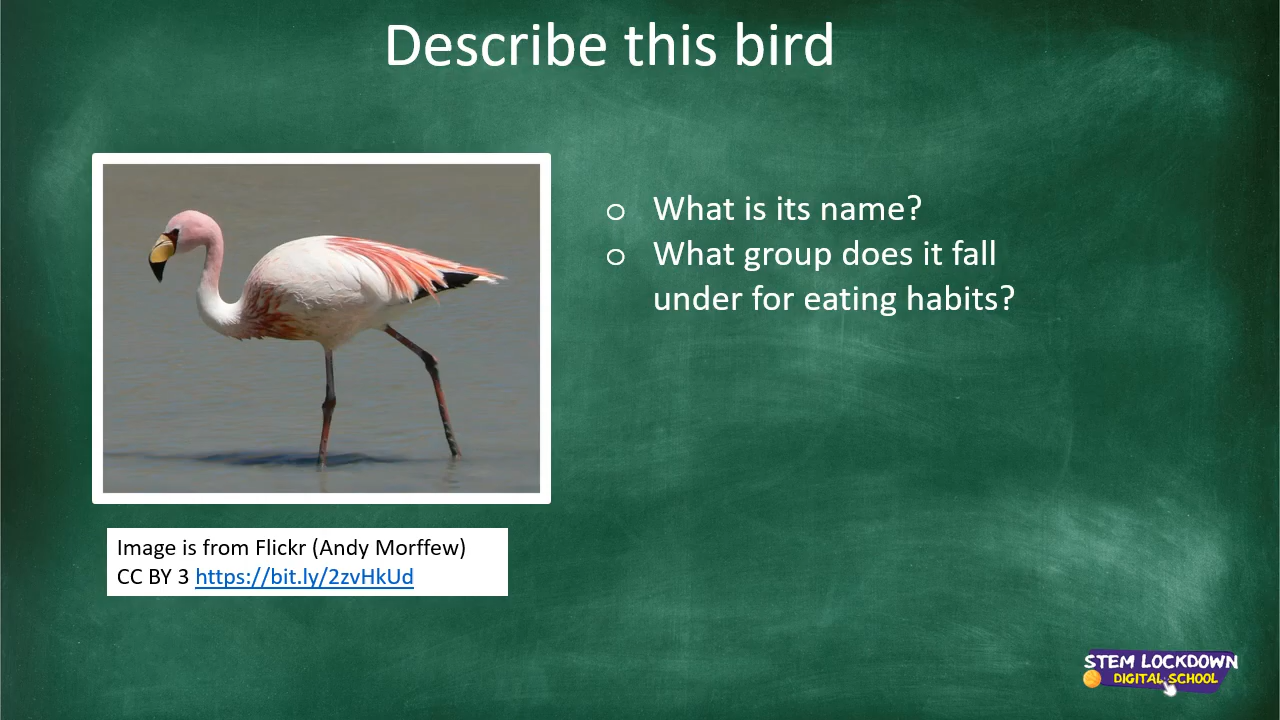 Describe this bird
o What is its name?
o What group does it fall
under for eating habits?
Image is from Flickr (Andy Morffew)
CC BY 3 https://bit.ly/2zvHkUd
STEM LOCKDOWN
DIGITAL SCHOOL